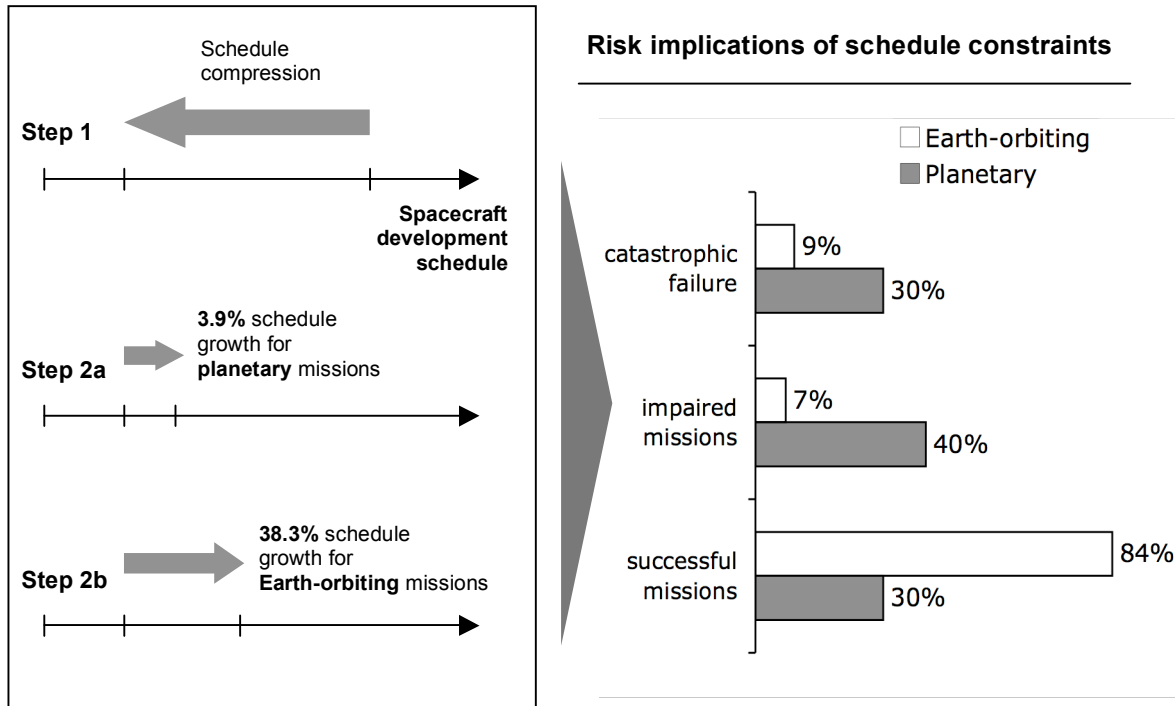 Schedule
compression
Step 1
Spacecraft
development
schedule
3.9% schedule
growth for
planetary missions
Step 2a
38.3% schedule
growth for
Earth-orbiting missions
Step 2b
Risk implications of schedule constraints
Earth-orbiting
Planetary
catastrophic
failure
9%
30%
impaired
missions
7%
40%
successful
missions
84%
30%